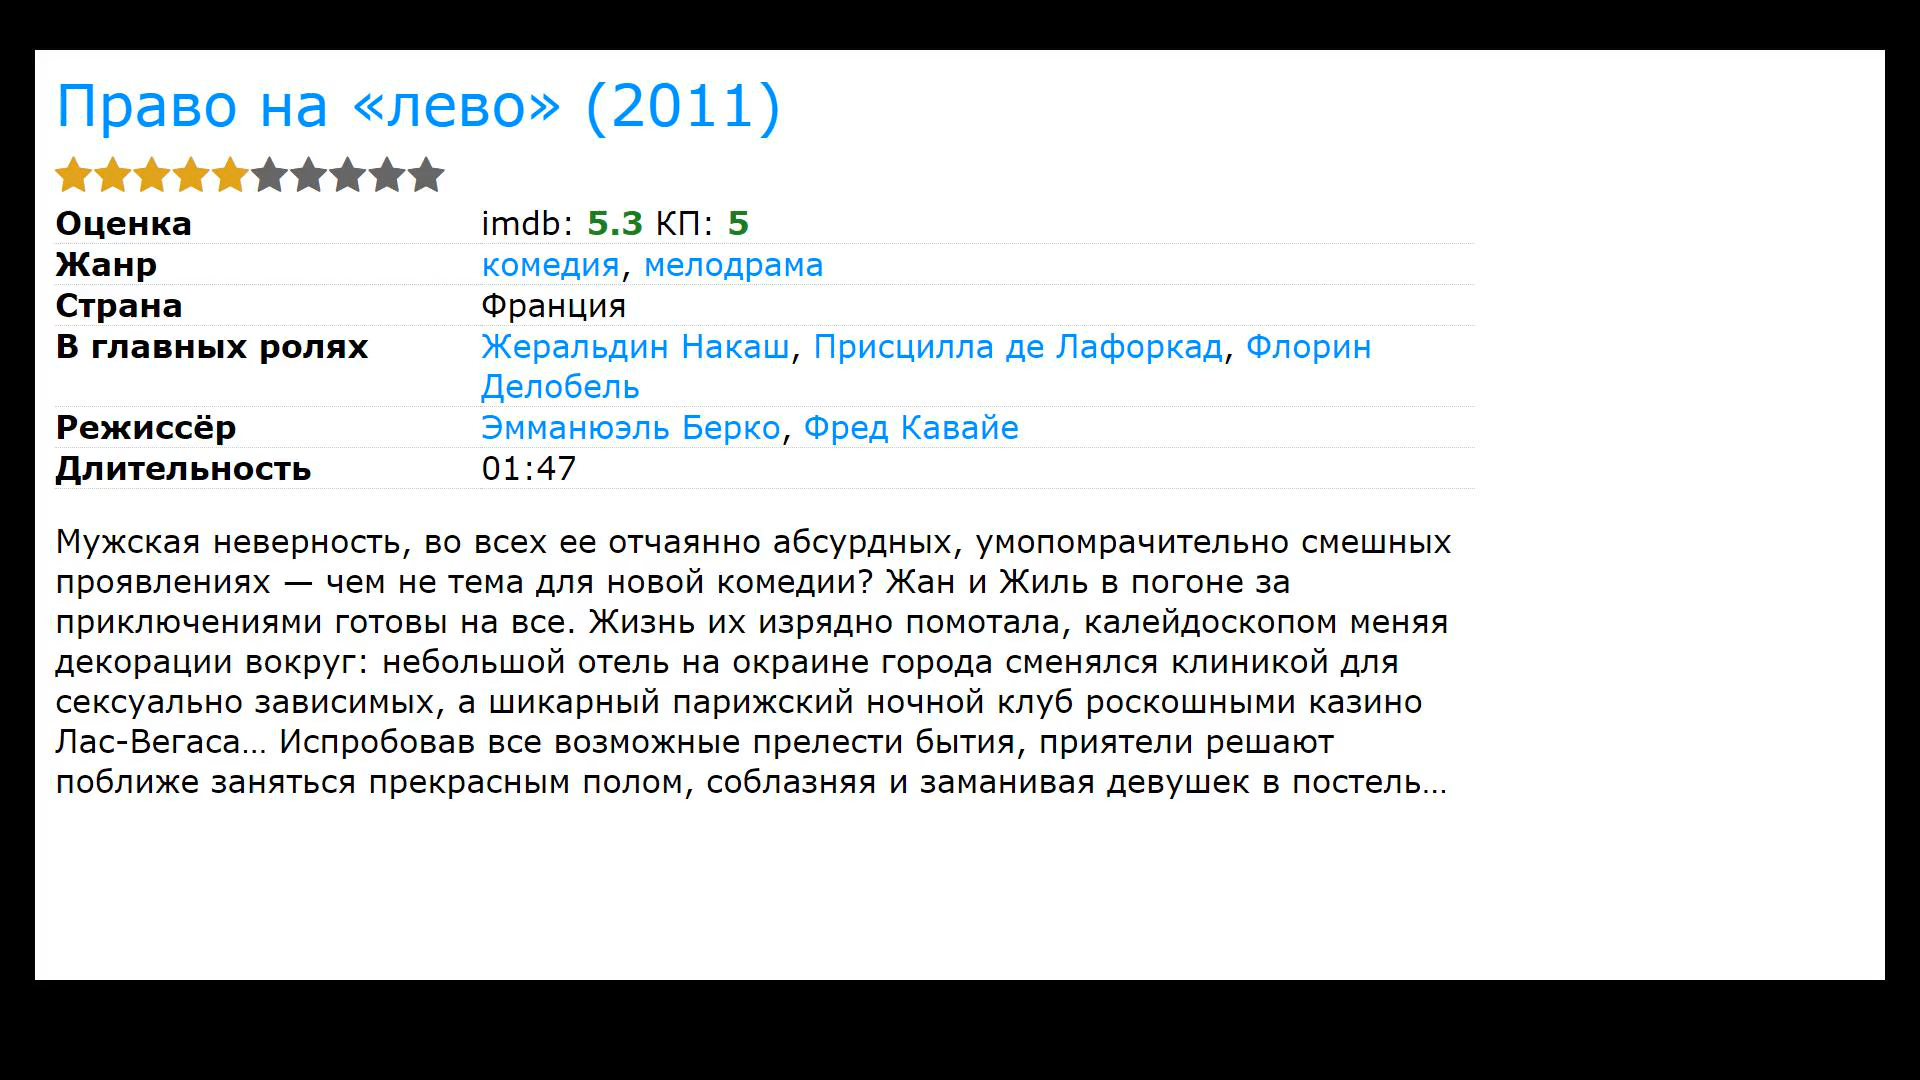 Право на «лево» (2011)
Оценка imdb: 5.3 КП: 5
Жанр комедия, мелодрама
Страна Франция
В главных ролях Жеральдин Накаш, Присцилла де Лафоркад, Флорин
Делобель
Режиссёр Эмманюэль Берко, Фред Кавайе
Длительность 01:47
Мужская неверность, во всех ее отчаянно абсурдных, умопомрачительно смешных
проявлениях — чем не тема для новой комедии? Жан и Жиль в погоне за
приключениями готовы на все. Жизнь их изрядно помотала, калейдоскопом меняя
декорации вокруг: небольшой отель на окраине города сменялся клиникой для
сексуально зависимых, а шикарный парижский ночной клуб роскошными казино
Лас-Вегаса… Испробовав все возможные прелести бытия, приятели решают
поближе заняться прекрасным полом, соблазняя и заманивая девушек в постель…